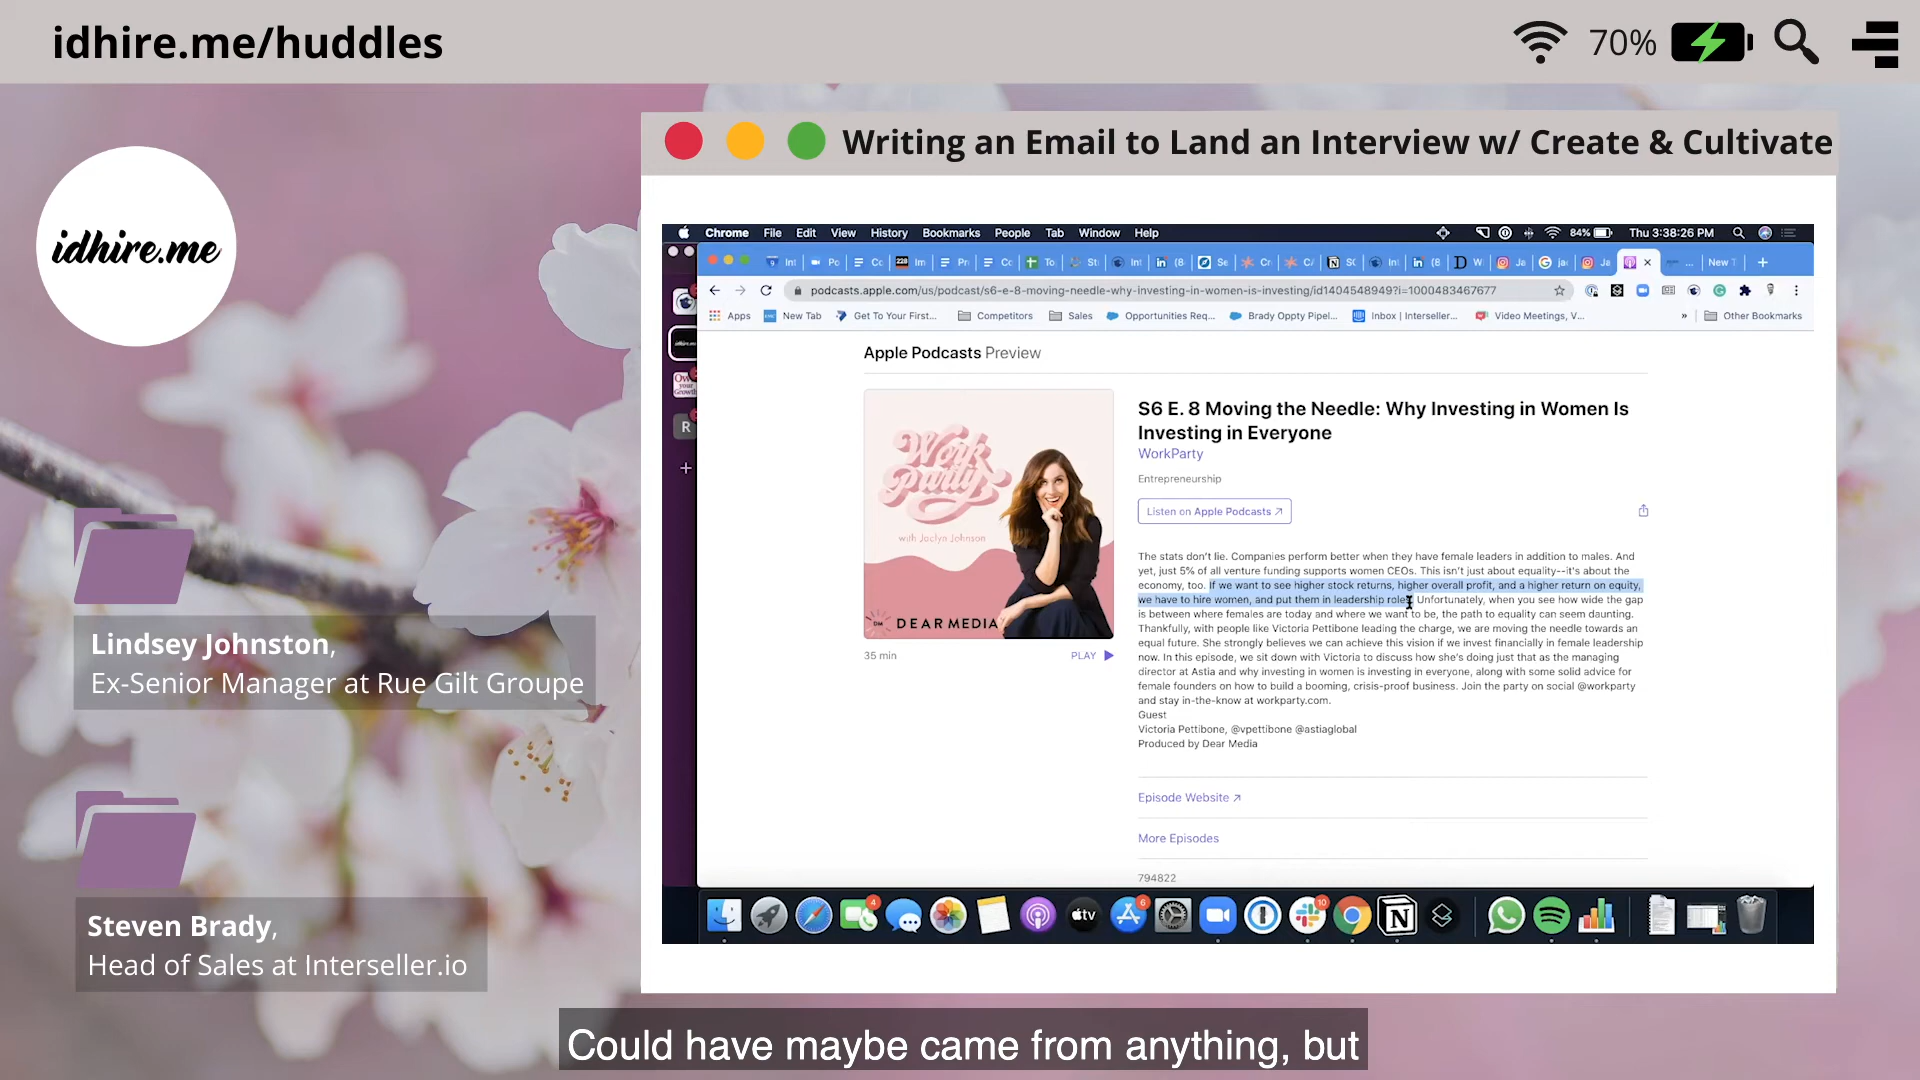 idhire.me/huddles
70%
Writing an Email to Land an Interview w/ Create & Cultivate
idhire.me
Chrome File Edit View History Bookmarks People Tab Window Help
84% Thu 3:38:26 PM
podcasts.apple.com/us/podcast/s6-e-8-moving-needle-why-investing-in-women-is-investing/id1404548949?i=1000483467677
Apps New Tab Get To Your First... Competitors Sales Opportunities Req... Brady Oppty Pipel... Inbox | Interseller... Video Meetings, V... » Other Bookmarks
Apple Podcasts Preview
Work
Party
with Jaclyn Johnson
DM DEAR MEDIA
35 min
PLAY
S6 E. 8 Moving the Needle: Why Investing in Women Is
Investing in Everyone
WorkParty
Entrepreneurship
Listen on Apple Podcasts ↗
The stats don't lie. Companies perform better when they have female leaders in addition to males. And
yet, just 5% of all venture funding supports women CEOs. This isn't just about equality--it's about the
economy, too. If we want to see higher stock returns, higher overall profit, and a higher return on equity,
we have to hire women, and put them in leadership roles. Unfortunately, when you see how wide the gap
is between where females are today and where we want to be, the path to equality can seem daunting.
Thankfully, with people like Victoria Pettibone leading the charge, we are moving the needle towards an
equal future. She strongly believes we can achieve this vision if we invest financially in female leadership
now. In this episode, we sit down with Victoria to discuss how she's doing just that as the managing
director at Astia and why investing in women is investing in everyone, along with some solid advice for
female founders on how to build a booming, crisis-proof business. Join the party on social @workparty
and stay in-the-know at workparty.com.
Guest
Victoria Pettibone, @vpettibone @astiaglobal
Produced by Dear Media
Episode Website ↗
More Episodes
794822
Lindsey Johnston,
Ex-Senior Manager at Rue Gilt Groupe
Steven Brady,
Head of Sales at Interseller.io
Could have maybe came from anything, but